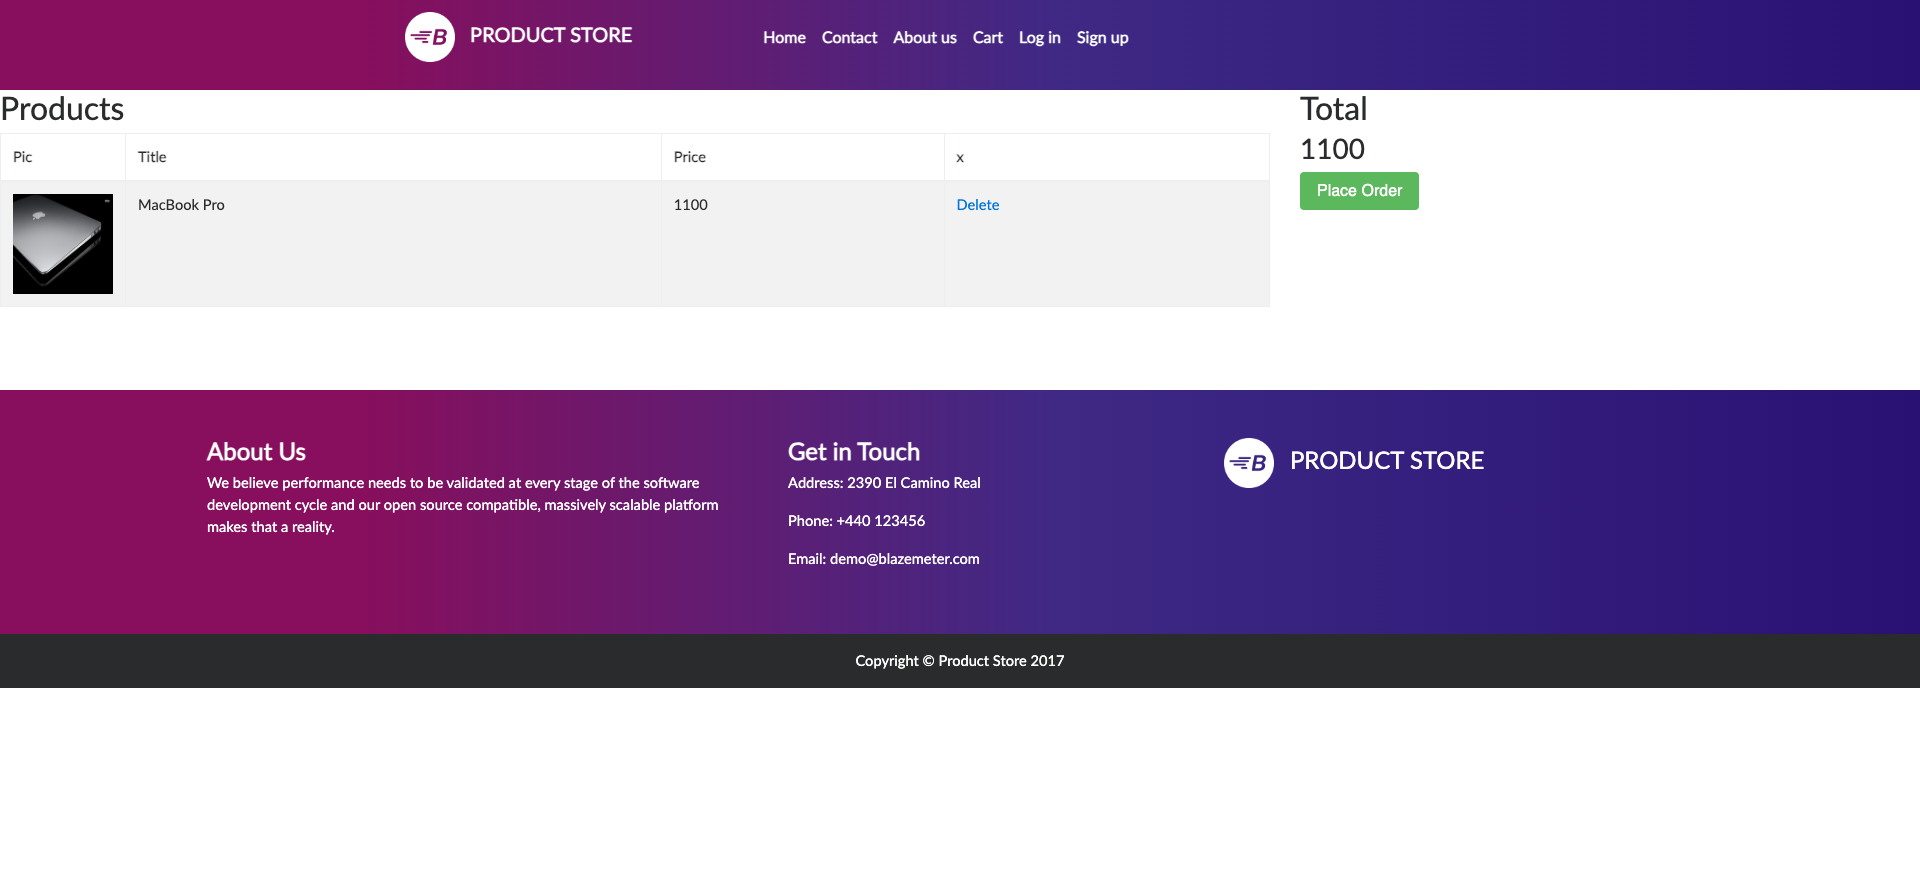 B PRODUCT STORE
Home Contact About us Cart Log in Sign up
Products
Total
1100
Place Order
Pic Title Price x
MacBook Pro 1100 Delete
About Us
We believe performance needs to be validated at every stage of the software
development cycle and our open source compatible, massively scalable platform
makes that a reality.
Get in Touch
Address: 2390 El Camino Real
Phone: +440 123456
Email: demo@blazemeter.com
B PRODUCT STORE
Copyright © Product Store 2017